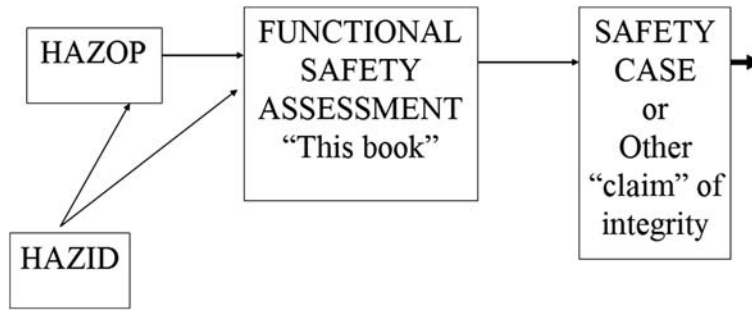 HAZOP
FUNCTIONAL
SAFETY
ASSESSMENT
“This book”
SAFETY
CASE
or
Other
“claim” of
integrity
HAZID